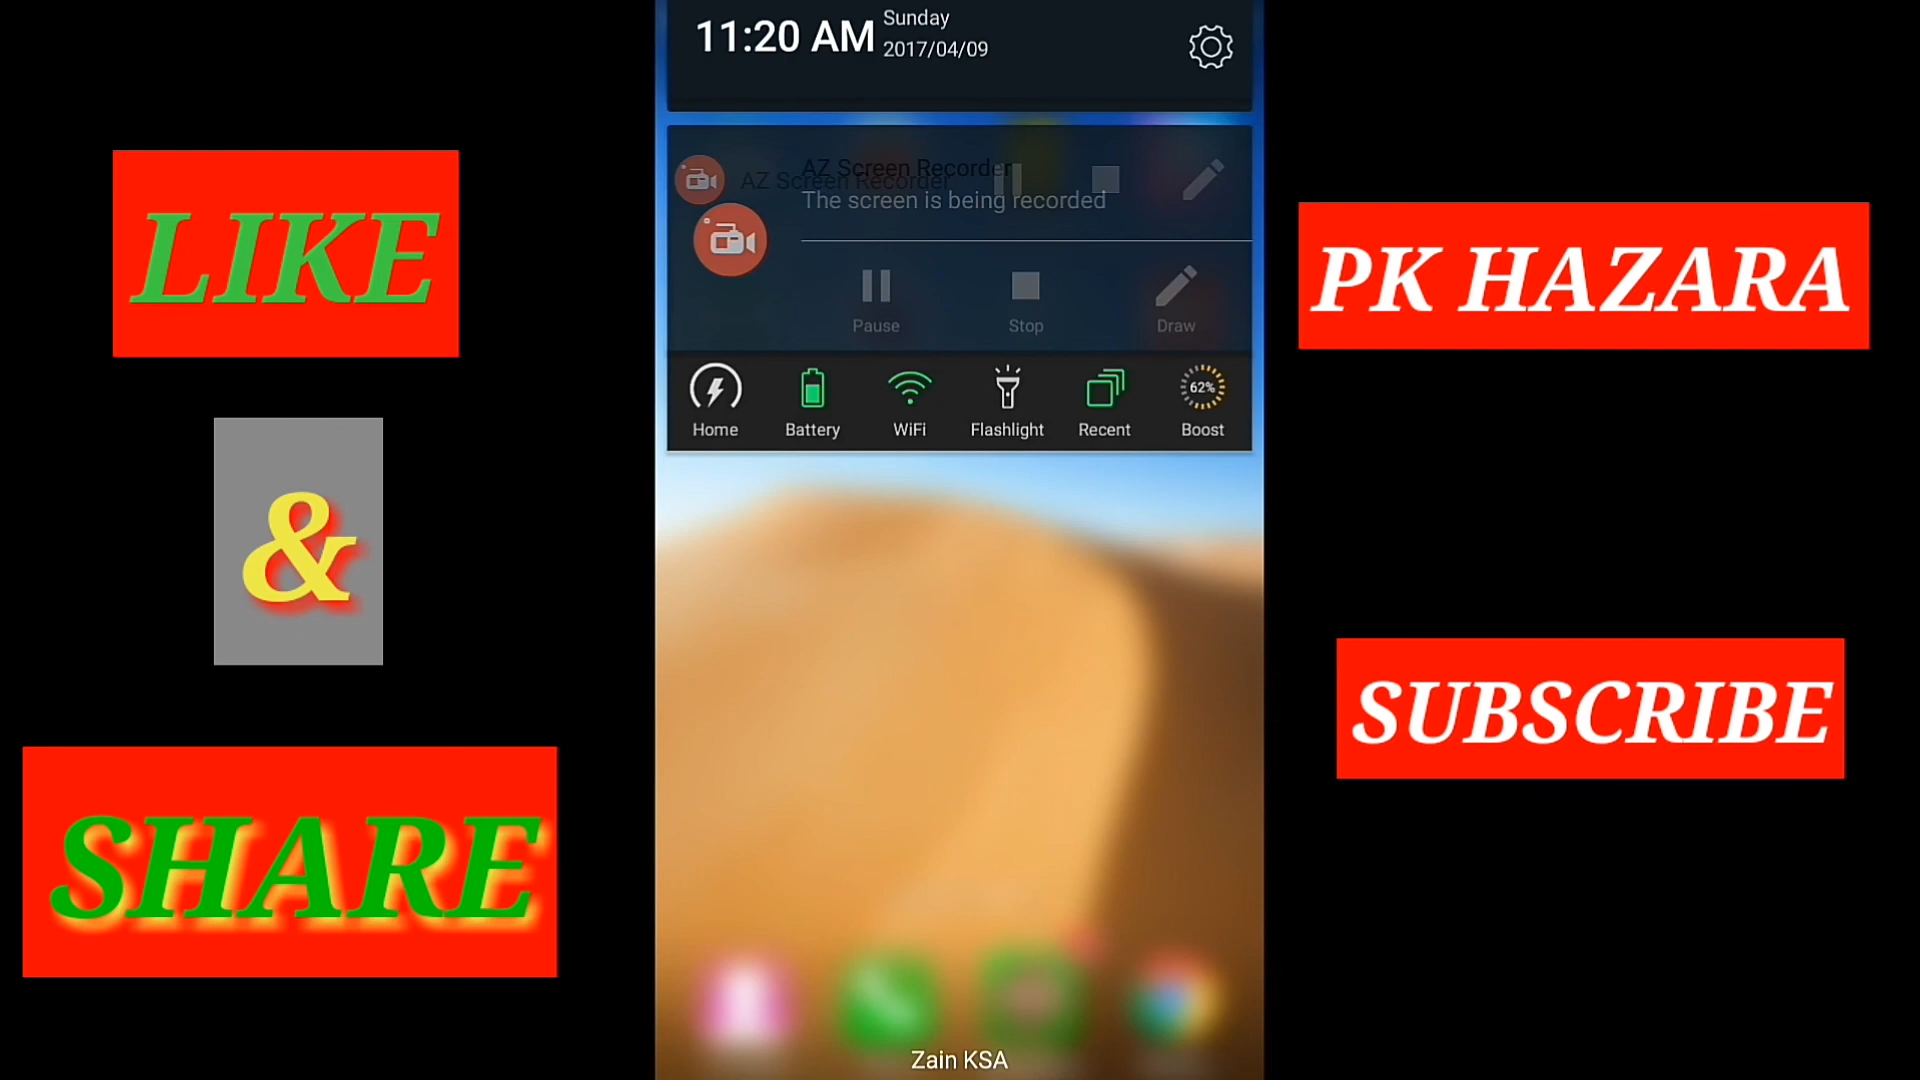 LIKE
&
SHARE
11:20 AM
Sunday
2017/04/09
AZ Screen Recorder
AZ Screen Recorder
The screen is being recorded
Pause
Stop
Draw
62%
Home
Battery
WiFi
Flashlight
Recent
Boost
Zain KSA
PK HAZARA
SUBSCRIBE